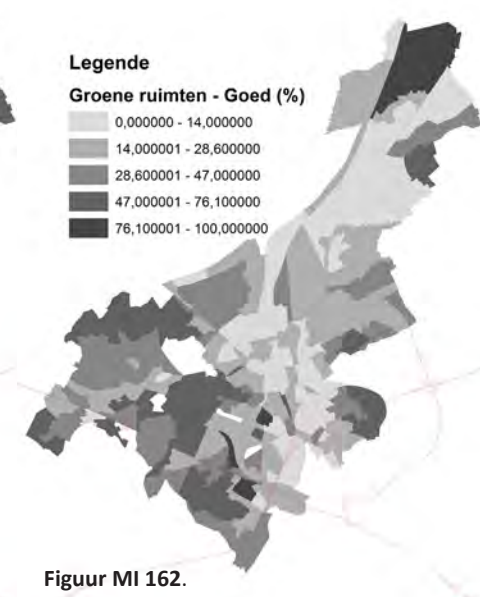 Legende
Groene ruimten - Goed (%)
0,000000 - 14,000000
14,000001 - 28,600000
28,600001 - 47,000000
47,000001 - 76,100000
76,100001 - 100,000000
Figuur MI 162.